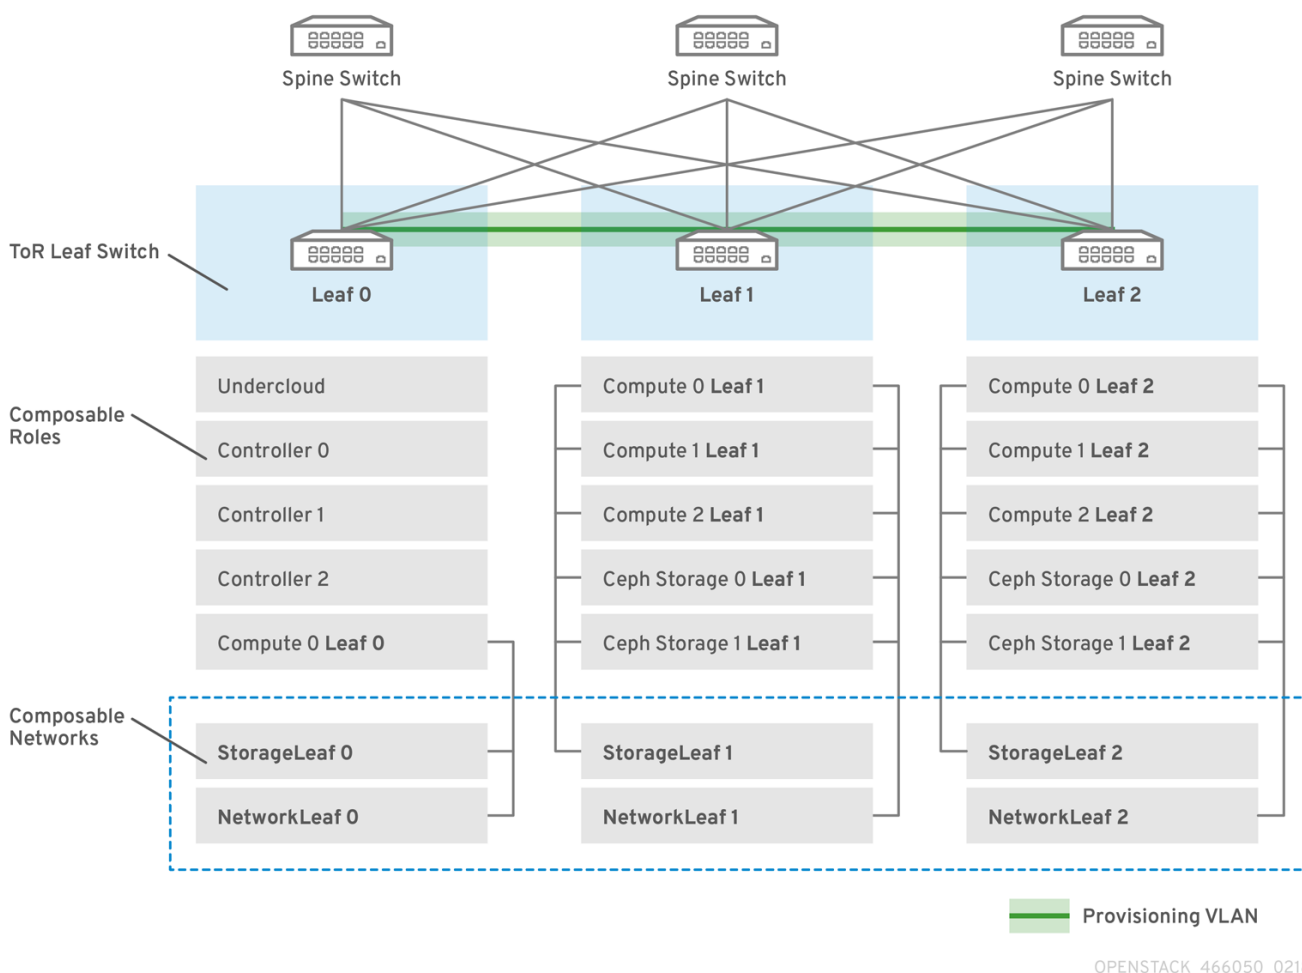 Spine Switch
Spine Switch
Spine Switch
ToR Leaf Switch
Leaf 0
Leaf 1
Leaf 2
Composable
Roles
Undercloud
Controller 0
Controller 1
Controller 2
Compute 0 Leaf 0
Compute 0 Leaf 1
Compute 1 Leaf 1
Compute 2 Leaf 1
Ceph Storage 0 Leaf 1
Ceph Storage 1 Leaf 1
Compute 0 Leaf 2
Compute 1 Leaf 2
Compute 2 Leaf 2
Ceph Storage 0 Leaf 2
Ceph Storage 1 Leaf 2
Composable
Networks
StorageLeaf 0
NetworkLeaf 0
StorageLeaf 1
NetworkLeaf 1
StorageLeaf 2
NetworkLeaf 2
Provisioning VLAN
OPENSTACK_466050_021